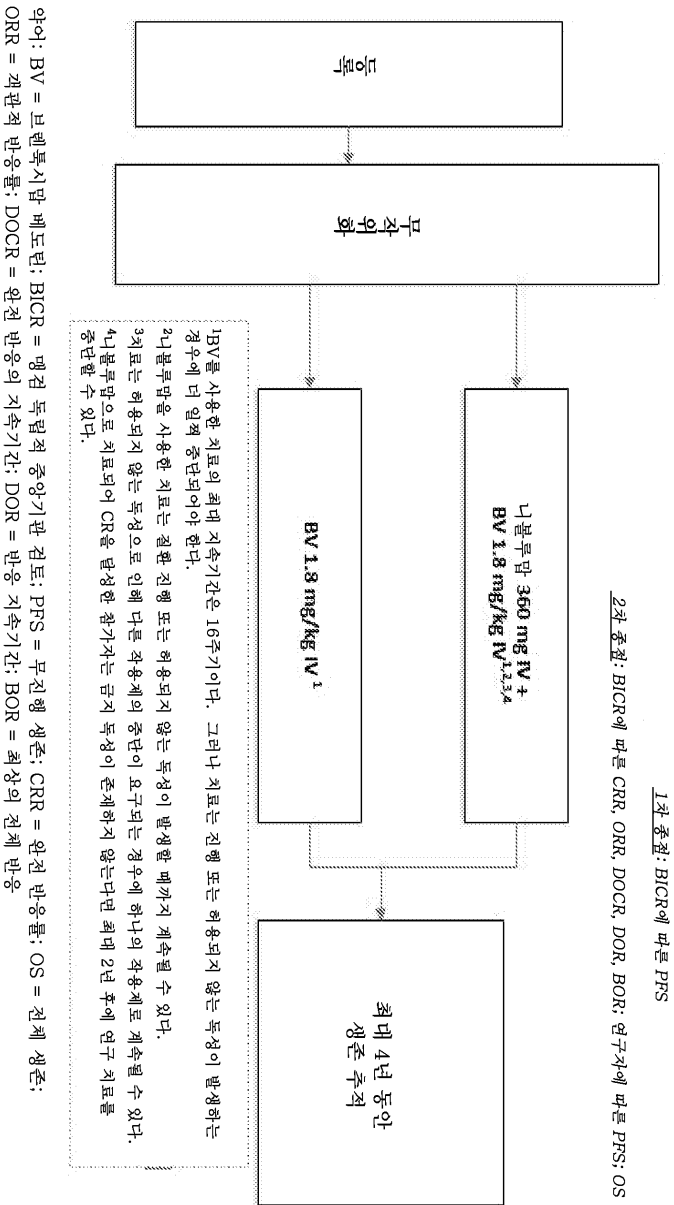 1차 종점: BICR에 따른 PFS
2차 종점: BICR에 따른 CRR, ORR, DOCR, DOR, BOR; 연구자에 따른 PFS; OS
등록
무작위화
니볼루맙 360 mg IV +
BV 1.8 mg/kg IV1,2,3,4
BV 1.8 mg/kg IV 1
최대 4년 동안
생존 추적
1BV를 사용한 치료의 최대 지속기간은 16주기이다. 그러나 치료는 진행 또는 허용되지 않는 독성이 발생하는
경우에 더 일찍 중단되어야 한다.
2니볼루맙을 사용한 치료는 질환 진행 또는 허용되지 않는 독성이 발생할 때까지 계속될 수 있다.
3치료는 허용되지 않는 독성으로 인해 다른 작용제의 중단이 요구되는 경우에 하나의 작용제로 계속될 수 있다.
4니볼루맙으로 치료되어 CR을 달성한 참가자는 금지 독성이 존재하지 않는다면 최대 2년 후에 연구 치료를
중단할 수 있다.
약어: BV = 브렌톡시맙 베도틴; BICR = 맹검 독립적 중앙기관 검토; PFS = 무진행 생존; CRR = 완전 반응률; OS = 전체 생존;
ORR = 객관적 반응률; DOCR = 완전 반응의 지속기간; DOR = 반응 지속기간; BOR = 최상의 전체 반응